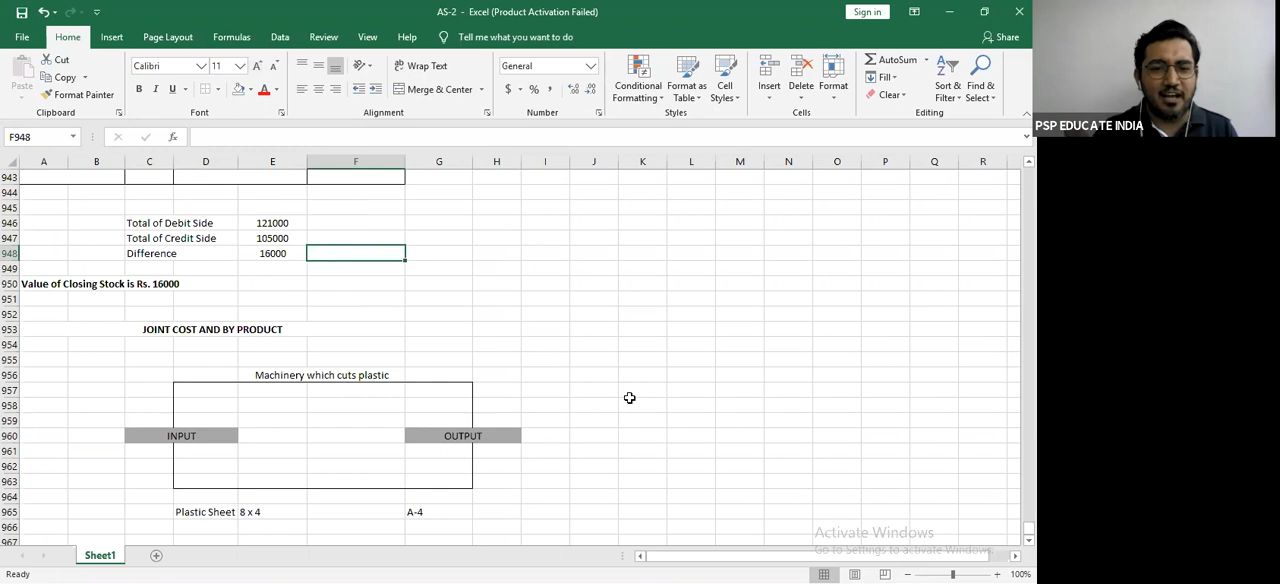 AS-2 - Excel (Product Activation Failed)
Sign in
File Home Insert Page Layout Formulas Data Review View Help Tell me what you want to do Share
Paste
Cut
Copy
Format Painter
Clipboard
Calibri 11
B I U
Font
Wrap Text
Merge & Center
Alignment
General
$ % ,
Number
Conditional Formatting
Format as Table
Cell Styles
Styles
Insert Delete Format
Cells
AutoSum
Fill
Clear
Sort & Filter
Find & Select
Editing
PSP EDUCATE INDIA
F948
fx
A B C D E F G H I J K L M N O P Q R
943
944
945
946 Total of Debit Side 121000
947 Total of Credit Side 105000
948 Difference 16000
949
950 Value of Closing Stock is Rs. 16000
951
952
953 JOINT COST AND BY PRODUCT
954
955
956 Machinery which cuts plastic
957
958
959
960 INPUT OUTPUT
961
962
963
964
965 Plastic Sheet 8 x 4 A-4
966
967
Activate Windows
Go to Settings to activate Windows.
Sheet1
Ready
100%